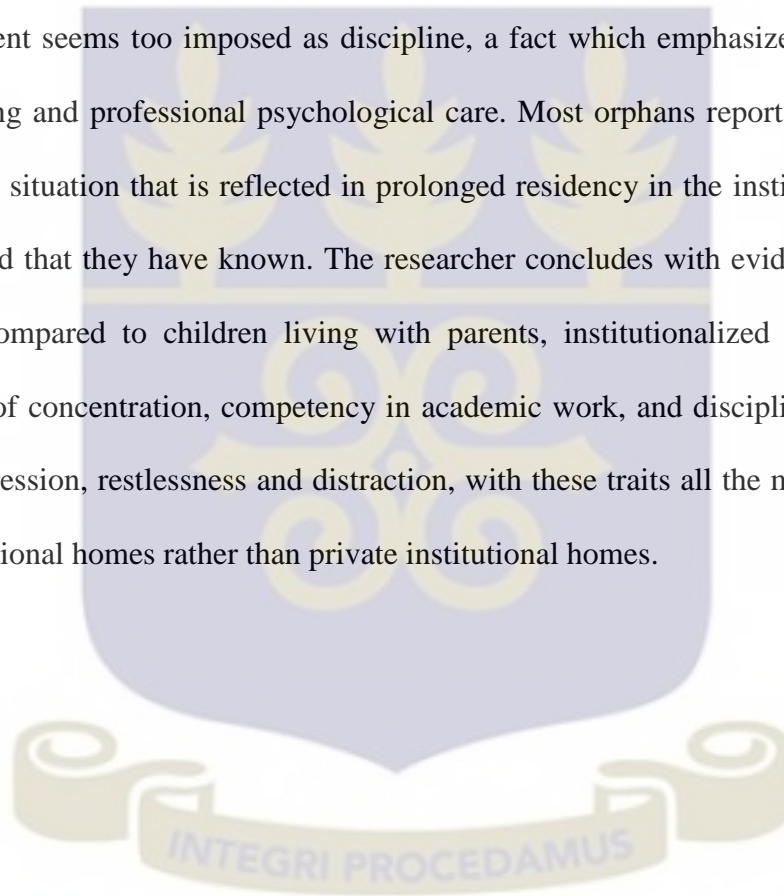 ent seems too imposed as discipline, a fact which emphasize
ng and professional psychological care. Most orphans report
situation that is reflected in prolonged residency in the insti
d that they have known. The researcher concludes with evid
ompared to children living with parents, institutionalized
of concentration, competency in academic work, and discipli
ession, restlessness and distraction, with these traits all the
ional homes rather than private institutional homes.
INTEGRI PROCEDAMUS